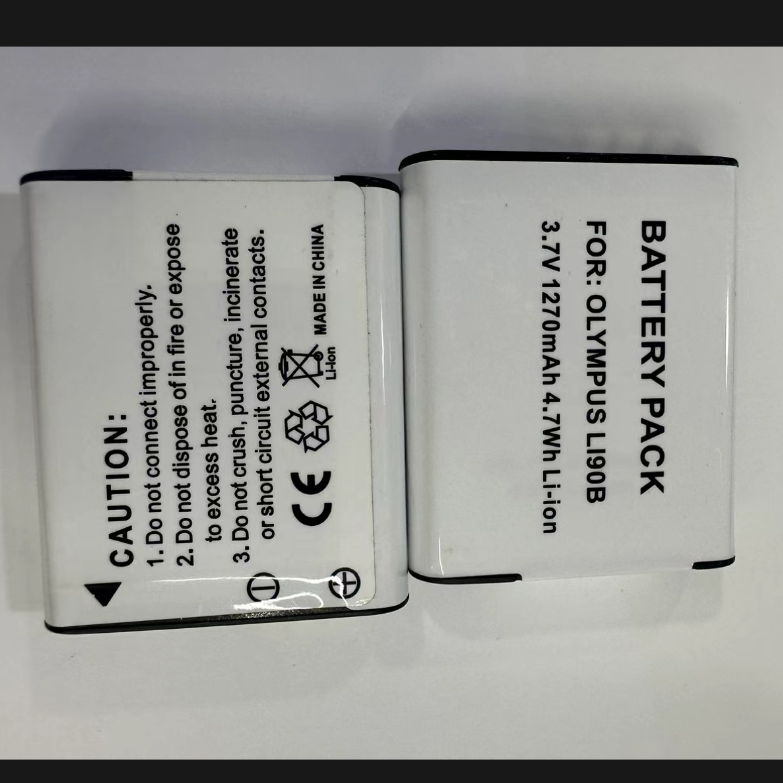 CAUTION:
1. Do not connect improperly.
2. Do not dispose of in fire or expose
to excess heat.
3. Do not crush, puncture, incinerate
or short circuit external contacts.
CE
Li-Ion
MADE IN CHINA
BATTERY PACK
FOR: OLYMPUS LI90B
3.7V 1270mAh 4.7Wh Li-ion